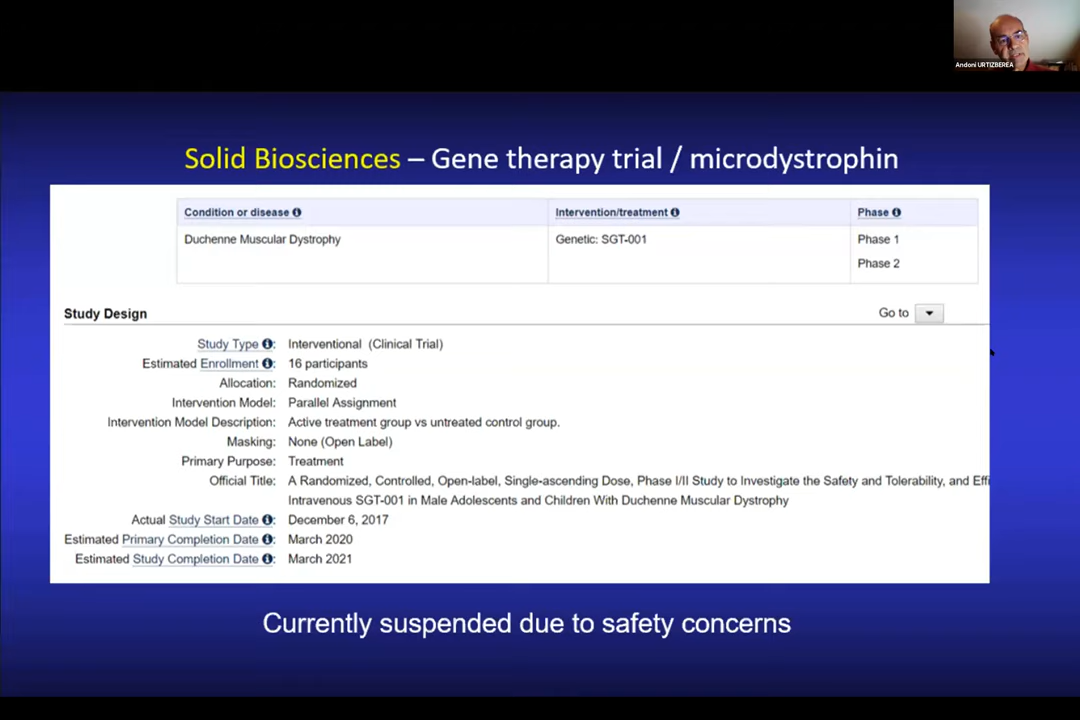 Andoni URTIZBEREA
Solid Biosciences – Gene therapy trial / microdystrophin
Condition or disease Intervention/treatment Phase
Duchenne Muscular Dystrophy Genetic: SGT-001 Phase 1
Phase 2
Study Design Go to
Study Type : Interventional (Clinical Trial)
Estimated Enrollment : 16 participants
Allocation: Randomized
Intervention Model: Parallel Assignment
Intervention Model Description: Active treatment group vs untreated control group.
Masking: None (Open Label)
Primary Purpose: Treatment
Official Title: A Randomized, Controlled, Open-label, Single-ascending Dose, Phase I/II Study to Investigate the Safety and Tolerability, and Effi
Intravenous SGT-001 in Male Adolescents and Children With Duchenne Muscular Dystrophy
Actual Study Start Date : December 6, 2017
Estimated Primary Completion Date : March 2020
Estimated Study Completion Date : March 2021
Currently suspended due to safety concerns